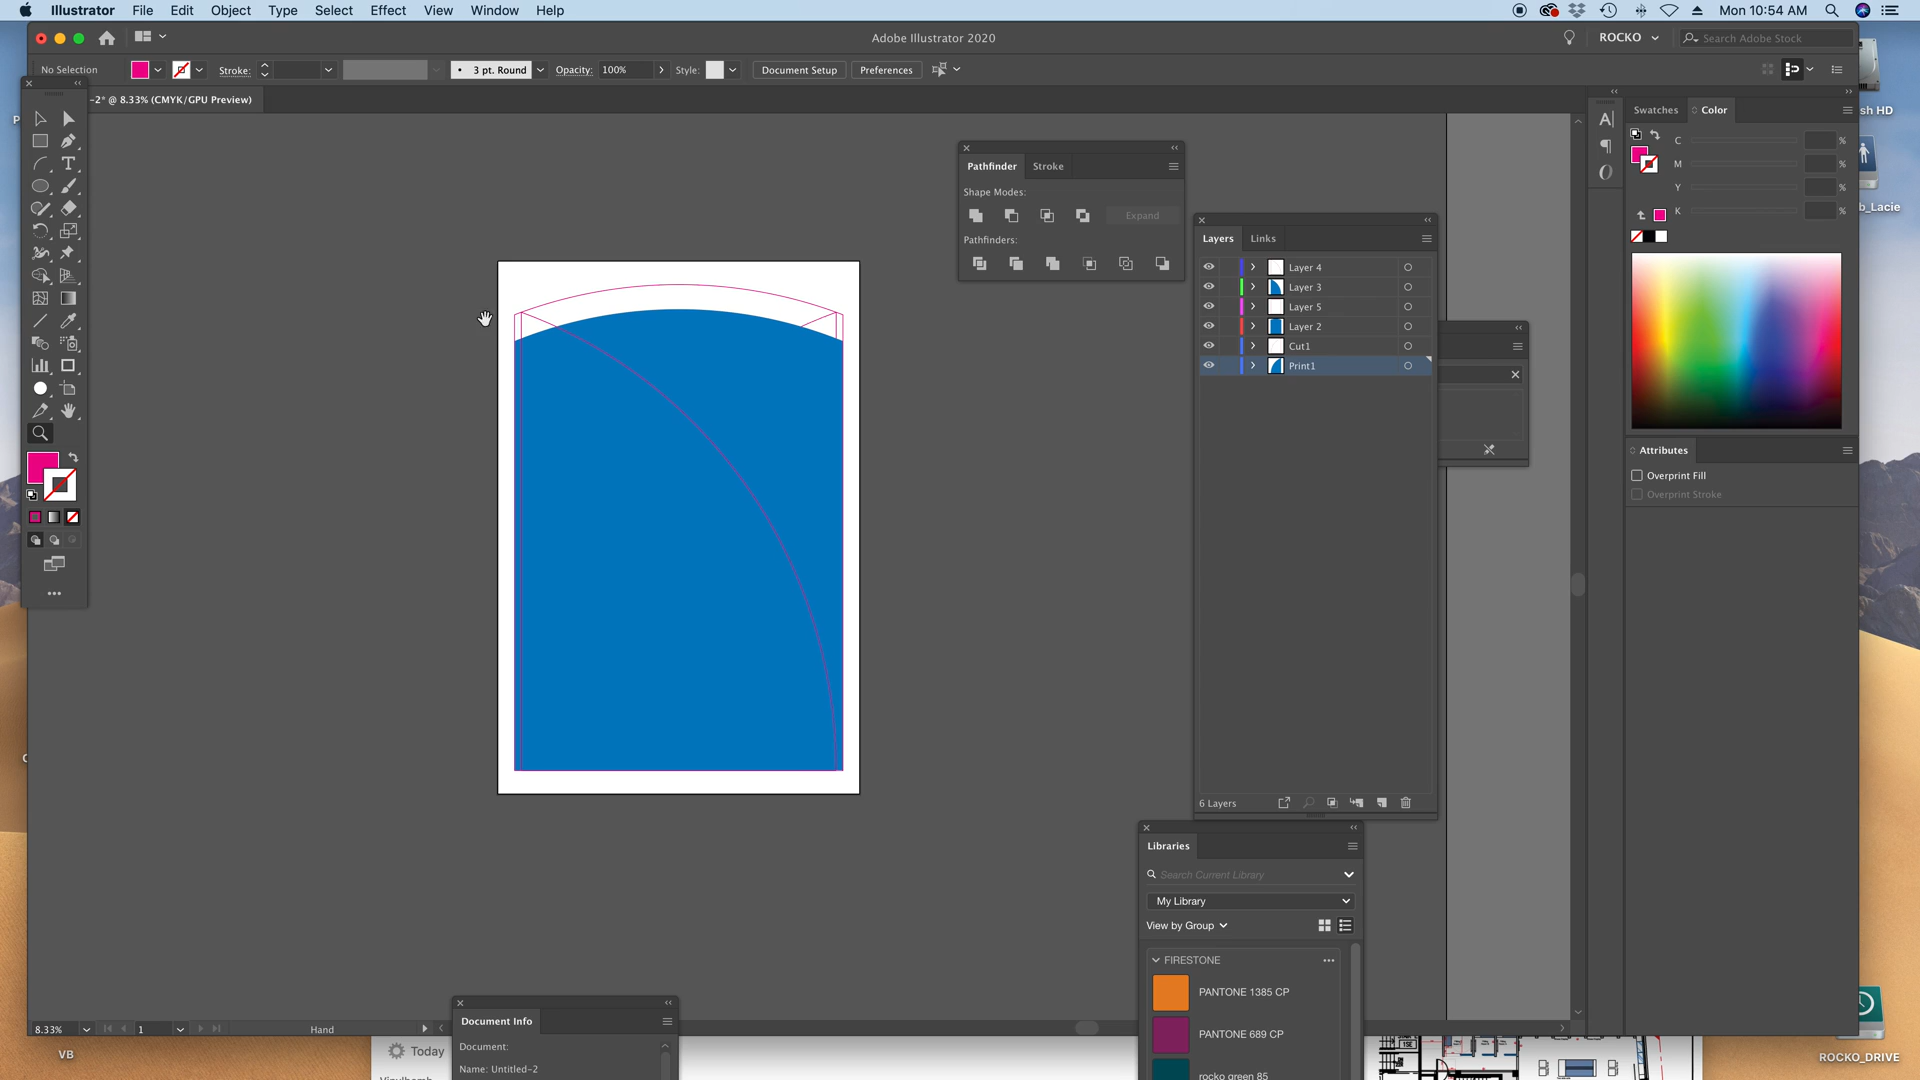 Illustrator File Edit Object Type Select Effect View Window Help
Mon 10:54 AM
Adobe Illustrator 2020
ROCKO
Search Adobe Stock
No Selection
Stroke:
3 pt. Round
Opacity: 100%
Style:
Document Setup
Preferences
-2* @ 8.33% (CMYK/GPU Preview)
Swatches
Color
sh HD
C %
M %
Y %
K %
b_Lacie
Pathfinder
Stroke
Shape Modes:
Expand
Pathfinders:
Layers
Links
Layer 4
Layer 3
Layer 5
Layer 2
Cut1
Print1
Attributes
Overprint Fill
Overprint Stroke
6 Layers
Libraries
Search Current Library
My Library
View by Group
FIRESTONE
PANTONE 1385 CP
PANTONE 689 CP
rocko green 85
8.33%
1
Hand
Document Info
Document:
Name: Untitled-2
VB
Today
ROCKO_DRIVE